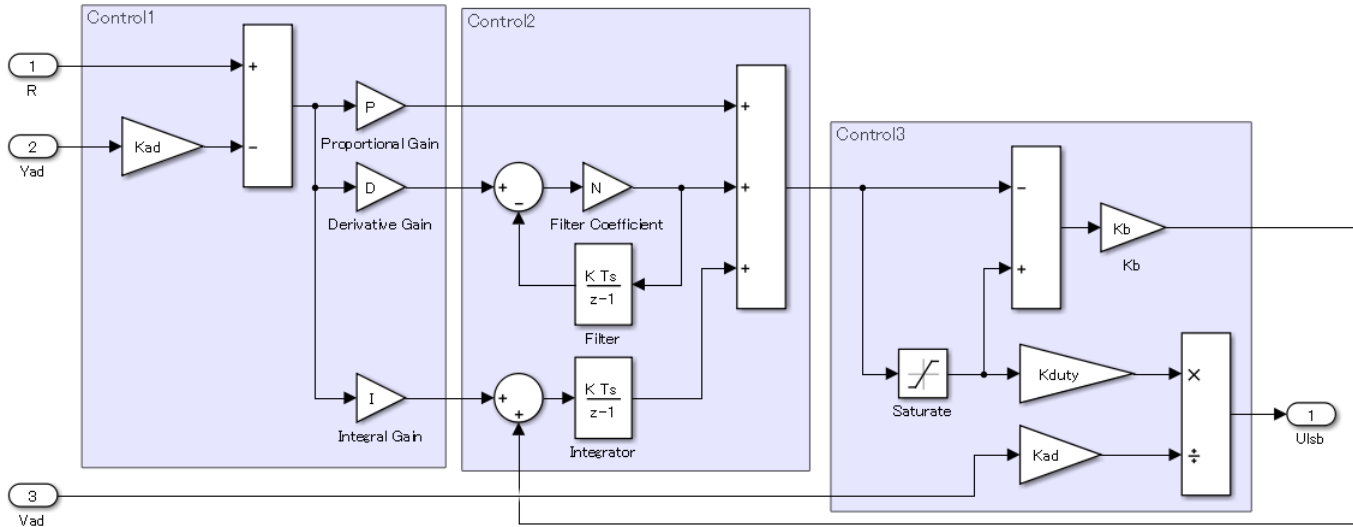 Control1
Control2
Control3
1
R
2
Yad
3
Vad
Kad
+
−
P
Proportional Gain
D
Derivative Gain
I
Integral Gain
+
−
N
Filter Coefficient
K Ts
z−1
Filter
+
+
K Ts
z−1
Integrator
+
+
+
−
+
Kb
Kb
Saturate
Kduty
Kad
×
÷
1
Ulsb